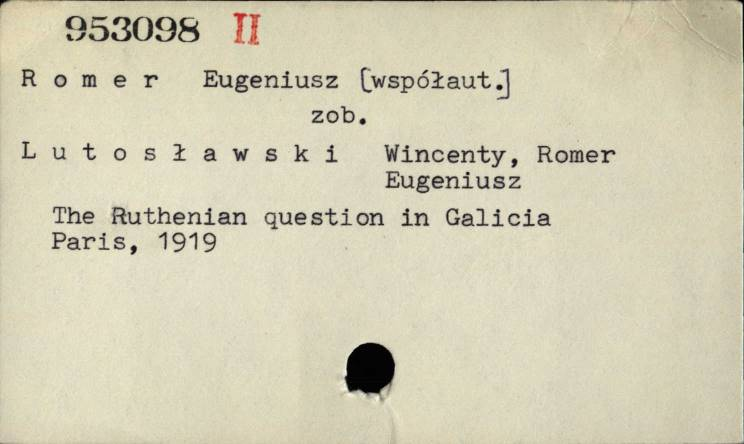 953098 II
R o m e r Eugeniusz [współaut.]
zob.
L u t o s ł a w s k i Wincenty, Romer
Eugeniusz
The Ruthenian question in Galicia
Paris, 1919